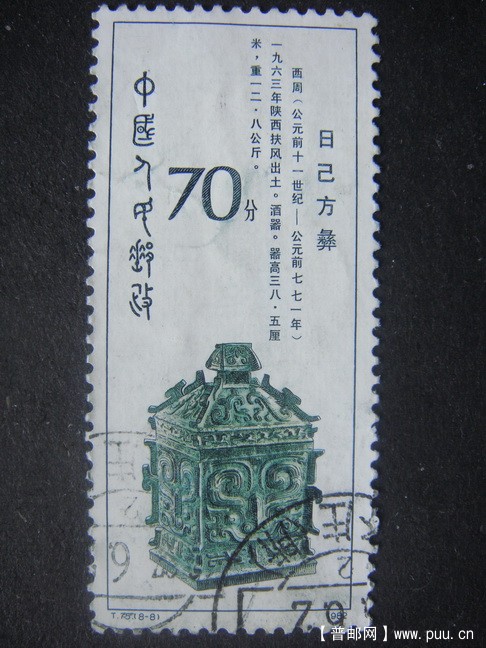 日己方彝
西周（公元前十一世纪——公元前七七一年）
一九六三年陕西扶风出土。酒器。器高三八·五厘
米，重一二·八公斤。
70分
中國人民郵政
T.75.(8-8)
1982
【普邮网】www.puu.cn